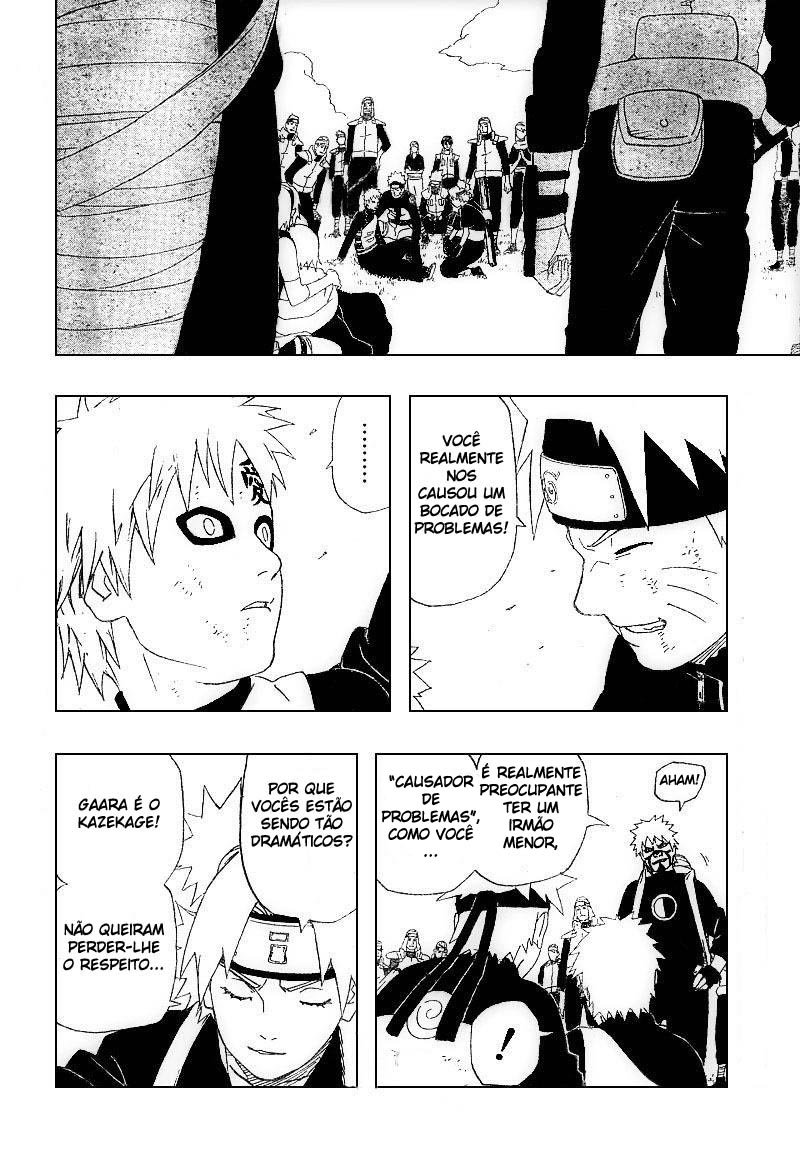 VOCÊ
REALMENTE
NOS
CAUSOU UM
BOCADO DE
PROBLEMAS!
愛
AHAM!
É REALMENTE
PREOCUPANTE
TER UM
IRMÃO
MENOR,
"CAUSADOR
DE
PROBLEMAS",
COMO VOCÊ
...
!
POR QUE
VOCÊS ESTÃO
SENDO TÃO
DRAMÁTICOS?
GAARA É O
KAZEKAGE!
NÃO QUEIRAM
PERDER-LHE
O RESPEITO...